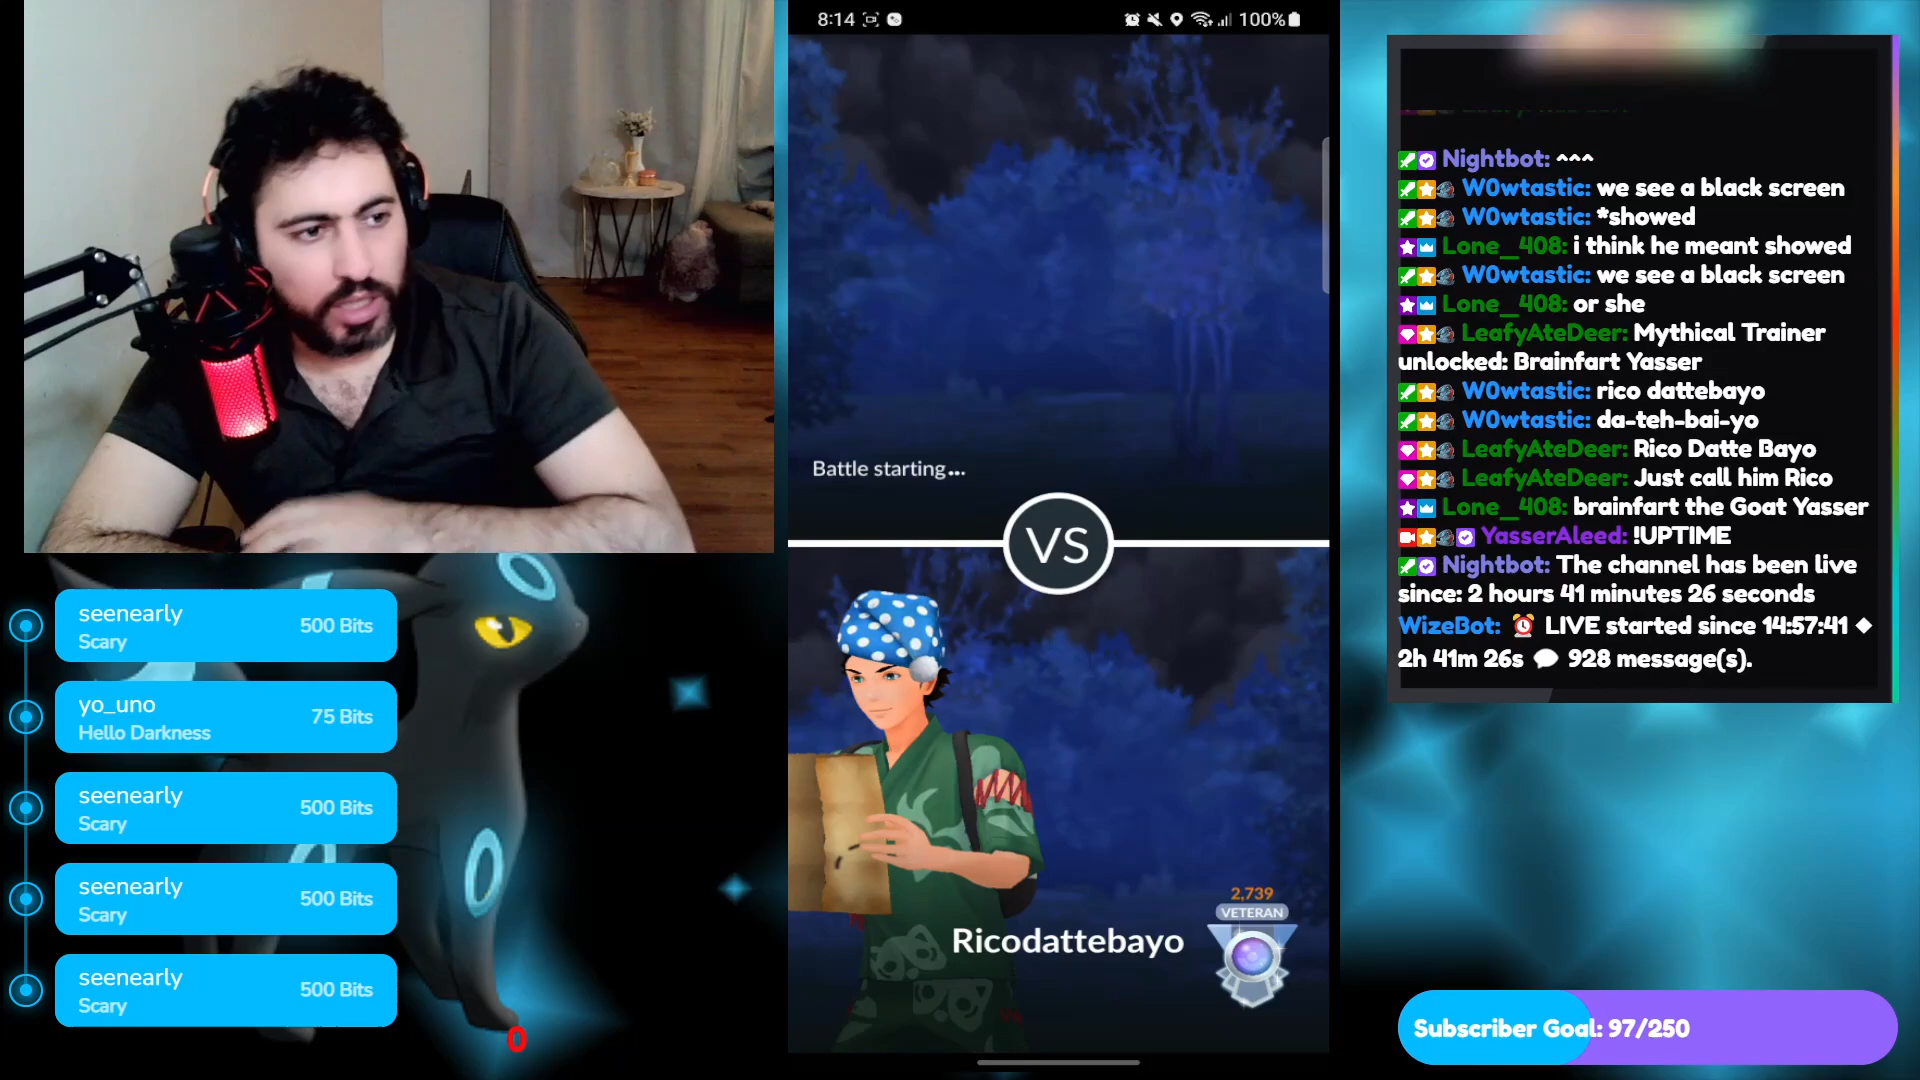 8:14
100%
Battle starting...
VS
2,739
VETERAN
Ricodattebayo
seenearly
Scary
500 Bits
yo_uno
Hello Darkness
75 Bits
seenearly
Scary
500 Bits
seenearly
Scary
500 Bits
seenearly
Scary
500 Bits
0
Nightbot: ^^^
W0wtastic: we see a black screen
W0wtastic: *showed
Lone__408: i think he meant showed
W0wtastic: we see a black screen
Lone__408: or she
LeafyAteDeer: Mythical Trainer
unlocked: Brainfart Yasser
W0wtastic: rico dattebayo
W0wtastic: da-teh-bai-yo
LeafyAteDeer: Rico Datte Bayo
LeafyAteDeer: Just call him Rico
Lone__408: brainfart the Goat Yasser
YasserAleed: !UPTIME
Nightbot: The channel has been live
since: 2 hours 41 minutes 26 seconds
WizeBot: ⏰ LIVE started since 14:57:41 ◆
2h 41m 26s 💬 928 message(s).
Subscriber Goal: 97/250